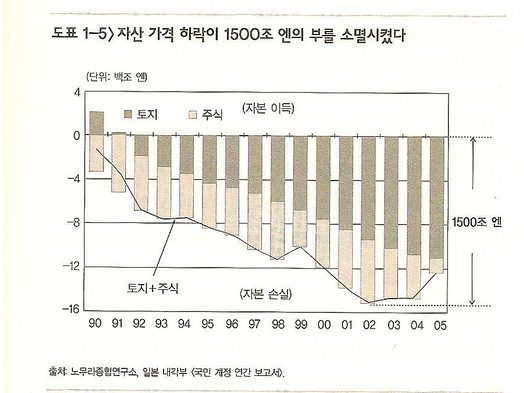 도표 1-5〉 자산 가격 하락이 1500조 엔의 부를 소멸시켰다
(단위: 백조 엔)
4
토지 주식 (자본 이득)
0
-4
-8
1500조 엔
-12
토지+주식 (자본 손실)
-16
90 91 92 93 94 95 96 97 98 99 00 01 02 03 04 05
출처: 노무라종합연구소, 일본 내각부 〈국민 계정 연간 보고서〉.